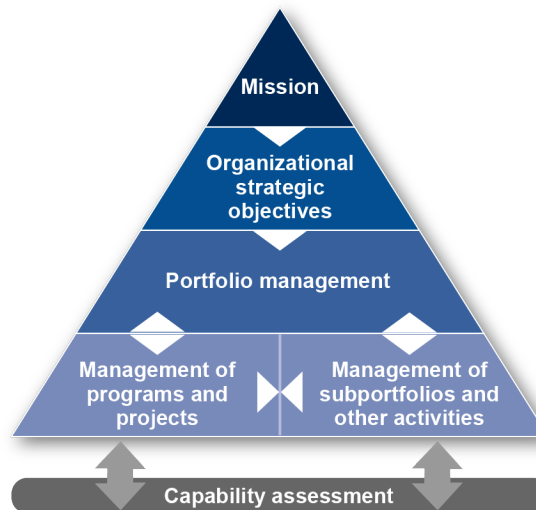 Mission
Organizational
strategic
objectives
Portfolio management
Management of
programs and
projects
Management of
subportfolios and
other activities
Capability assessment